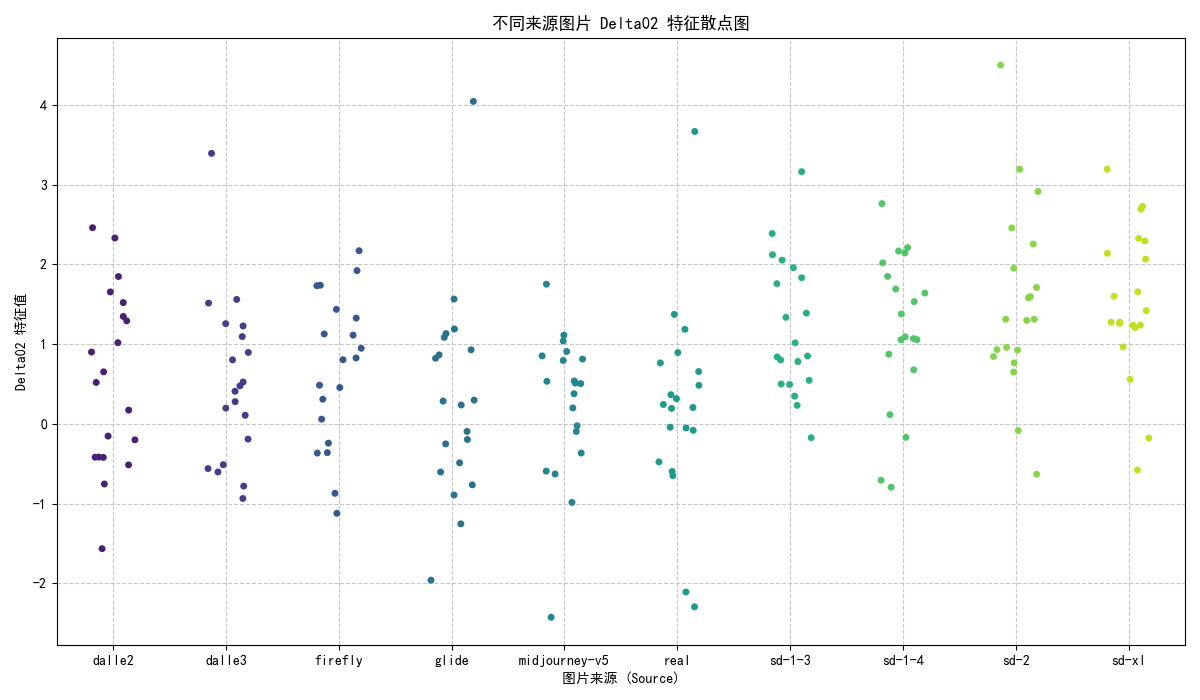 不同来源图片 Delta02 特征散点图
Delta02 特征值
4
3
2
1
0
−1
−2
dalle2 dalle3 firefly glide midjourney-v5 real sd-1-3 sd-1-4 sd-2 sd-xl
图片来源 (Source)